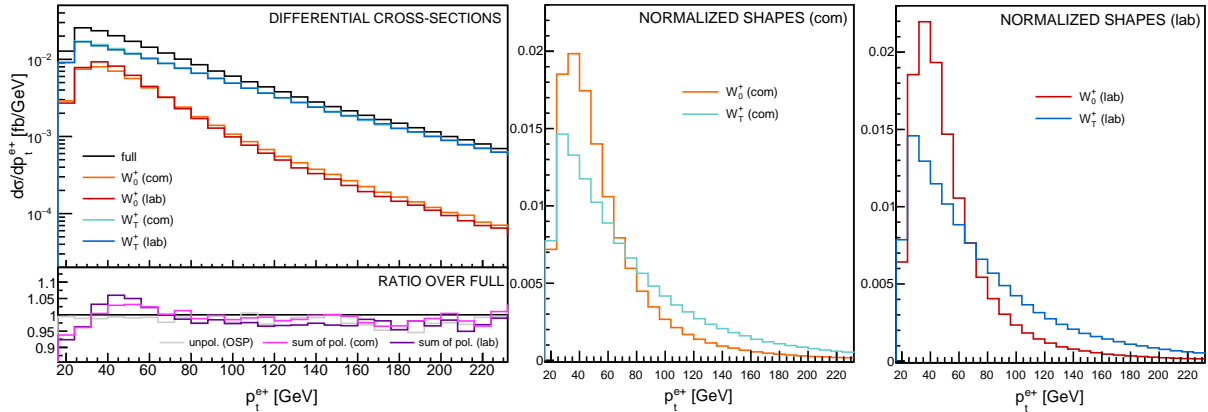 DIFFERENTIAL CROSS-SECTIONS
dσ/dp_t^{e+} [fb/GeV]
10^{−2}
10^{−3}
10^{−4}
full
W_0^+ (com)
W_0^+ (lab)
W_T^+ (com)
W_T^+ (lab)
RATIO OVER FULL
1.1
1.05
1
0.95
0.9
unpol. (OSP) sum of pol. (com) sum of pol. (lab)
20 40 60 80 100 120 140 160 180 200 220
p_t^{e+} [GeV]
NORMALIZED SHAPES (com)
0.02
0.015
0.01
0.005
0
W_0^+ (com)
W_T^+ (com)
20 40 60 80 100 120 140 160 180 200 220
p_t^{e+} [GeV]
NORMALIZED SHAPES (lab)
0.02
0.015
0.01
0.005
0
W_0^+ (lab)
W_T^+ (lab)
20 40 60 80 100 120 140 160 180 200 220
p_t^{e+} [GeV]